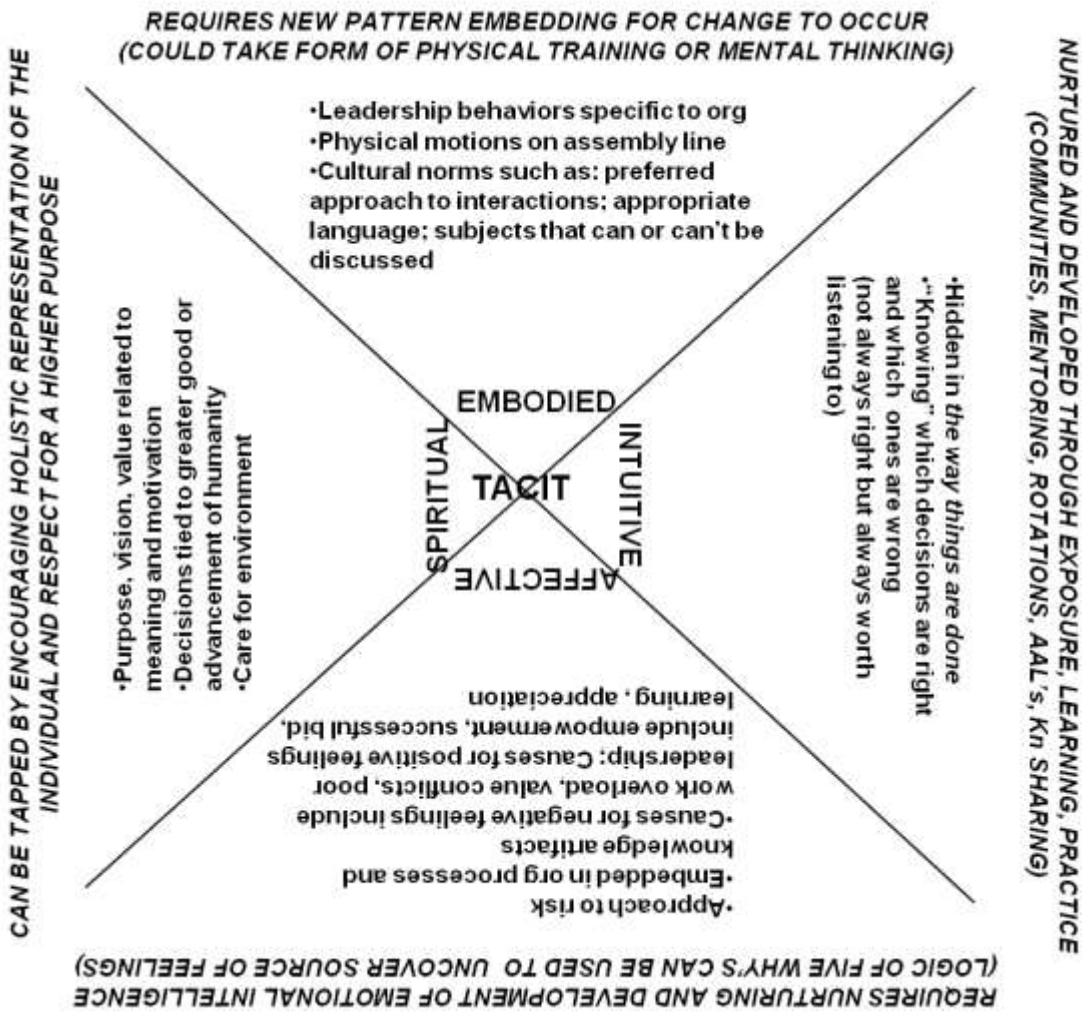 REQUIRES NEW PATTERN EMBEDDING FOR CHANGE TO OCCUR
(COULD TAKE FORM OF PHYSICAL TRAINING OR MENTAL THINKING)
•Leadership behaviors specific to org
•Physical motions on assembly line
•Cultural norms such as: preferred
approach to interactions; appropriate
language; subjects that can or can't be
discussed
EMBODIED
NURTURED AND DEVELOPED THROUGH EXPOSURE, LEARNING, PRACTICE
(COMMUNITIES, MENTORING, ROTATIONS, AAL's, Kn SHARING)
•Hidden in the way things are done
•"Knowing" which decisions are right
and which ones are wrong
(not always right but always worth
listening to)
INTUITIVE
TACIT
REQUIRES NURTURING AND DEVELOPMENT OF EMOTIONAL INTELLIGENCE
(LOGIC OF FIVE WHY'S CAN BE USED TO UNCOVER SOURCE OF FEELINGS)
•Approach to risk
•Embedded in org processes and
knowledge artifacts
•Causes for negative feelings include
work overload, value conflicts, poor
leadership; Causes for positive feelings
include empowerment, successful bid,
learning, appreciation
AFFECTIVE
CAN BE TAPPED BY ENCOURAGING HOLISTIC REPRESENTATION OF THE
INDIVIDUAL AND RESPECT FOR A HIGHER PURPOSE
•Purpose, vision, value related to
meaning and motivation
•Decisions tied to greater good or
advancement of humanity
•Care for environment
SPIRITUAL